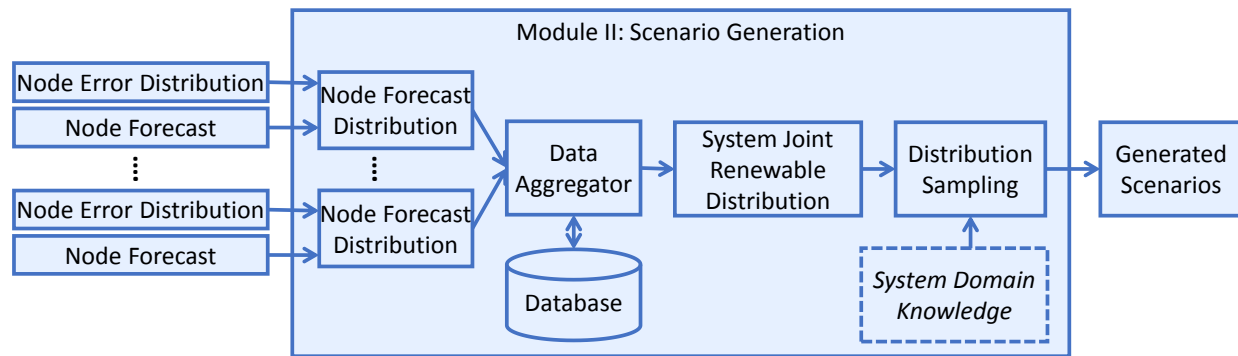 Module II: Scenario Generation
Node Error Distribution
Node Forecast
Node Error Distribution
Node Forecast
Node Forecast
Distribution
Node Forecast
Distribution
Data
Aggregator
Database
System Joint
Renewable
Distribution
Distribution
Sampling
System Domain
Knowledge
Generated
Scenarios